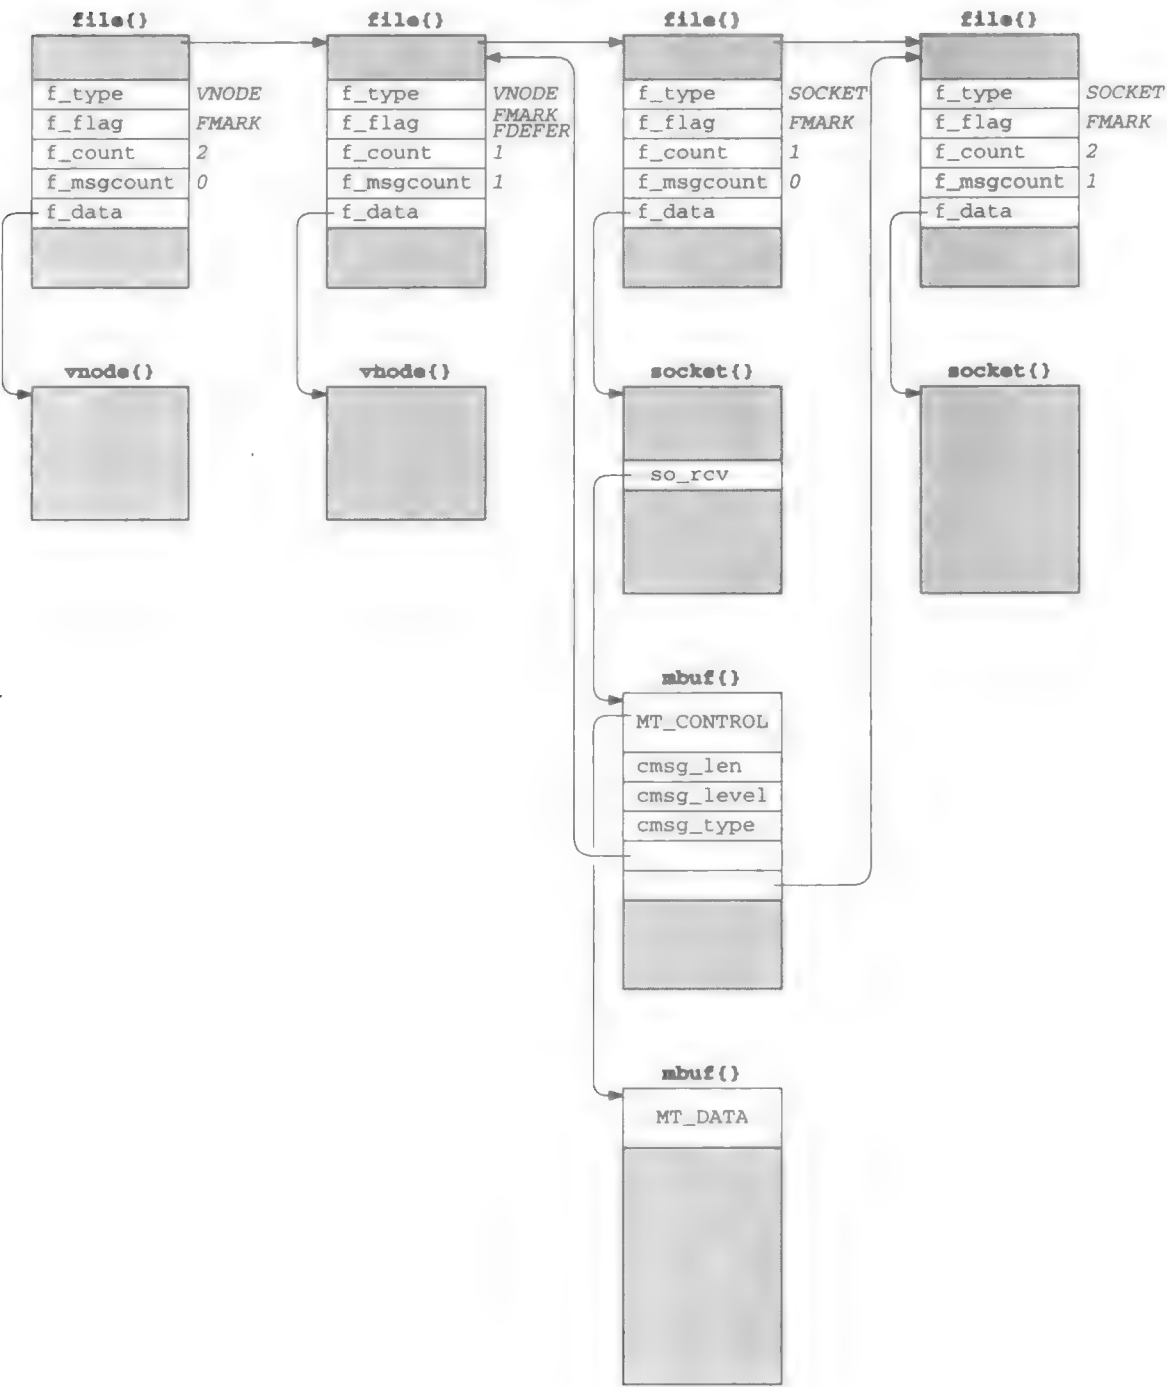 file{} file{} file{} file{}
f_type VNODE f_type VNODE f_type SOCKET f_type SOCKET
f_flag FMARK f_flag FMARK FDEFER f_flag FMARK f_flag FMARK
f_count 2 f_count 1 f_count 1 f_count 2
f_msgcount 0 f_msgcount 1 f_msgcount 0 f_msgcount 1
f_data f_data f_data f_data
vnode{} vnode{} socket{} socket{}
so_rcv
mbuf{}
MT_CONTROL
cmsg_len
cmsg_level
cmsg_type
mbuf{}
MT_DATA